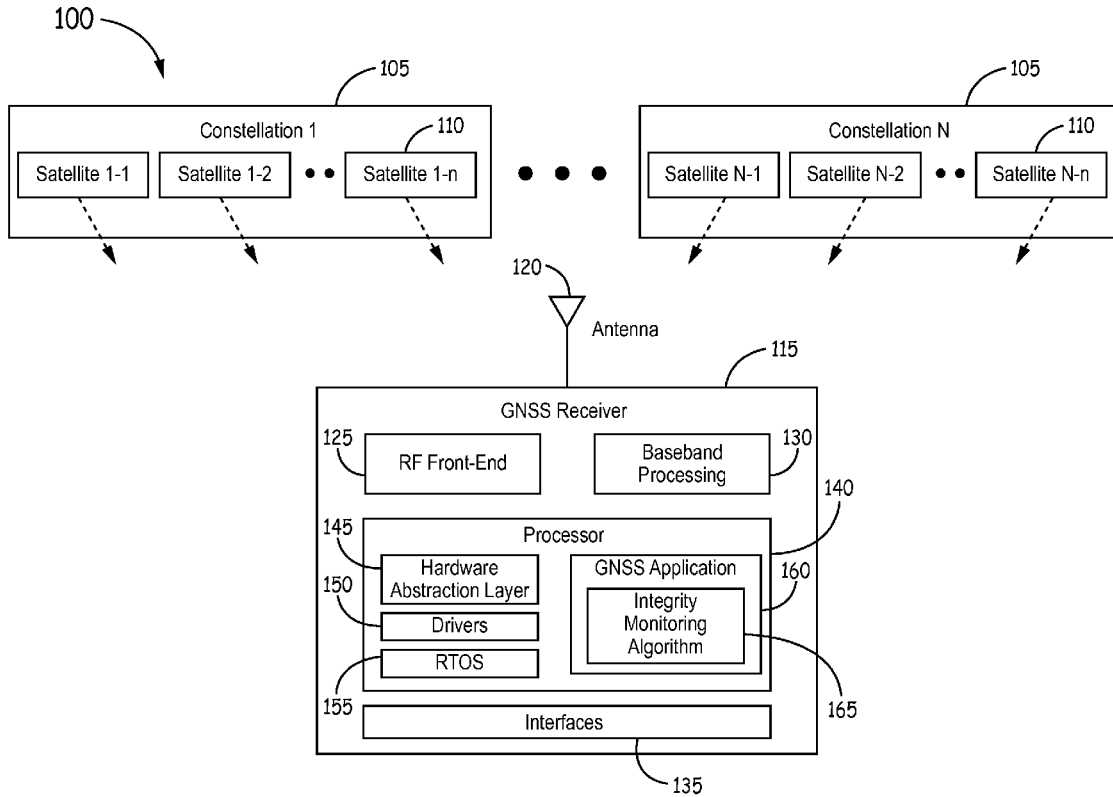 100
105
105
Constellation 1
110
Constellation N
110
Satellite 1-1
Satellite 1-2
Satellite 1-n
Satellite N-1
Satellite N-2
Satellite N-n
120
Antenna
115
GNSS Receiver
125
RF Front-End
Baseband
Processing
130
140
Processor
145
Hardware
Abstraction Layer
GNSS Application
160
150
Drivers
Integrity
Monitoring
Algorithm
RTOS
155
165
Interfaces
135